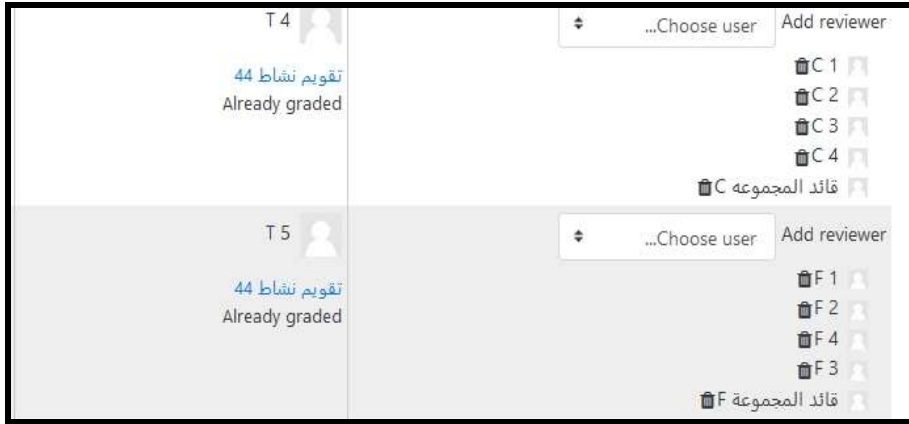 Add reviewer
Choose user...
C 1
C 2
C 3
C 4
قائد المجموعه C
T 4
تقويم نشاط 44
Already graded
Add reviewer
Choose user...
F 1
F 2
F 4
F 3
قائد المجموعة F
T 5
تقويم نشاط 44
Already graded